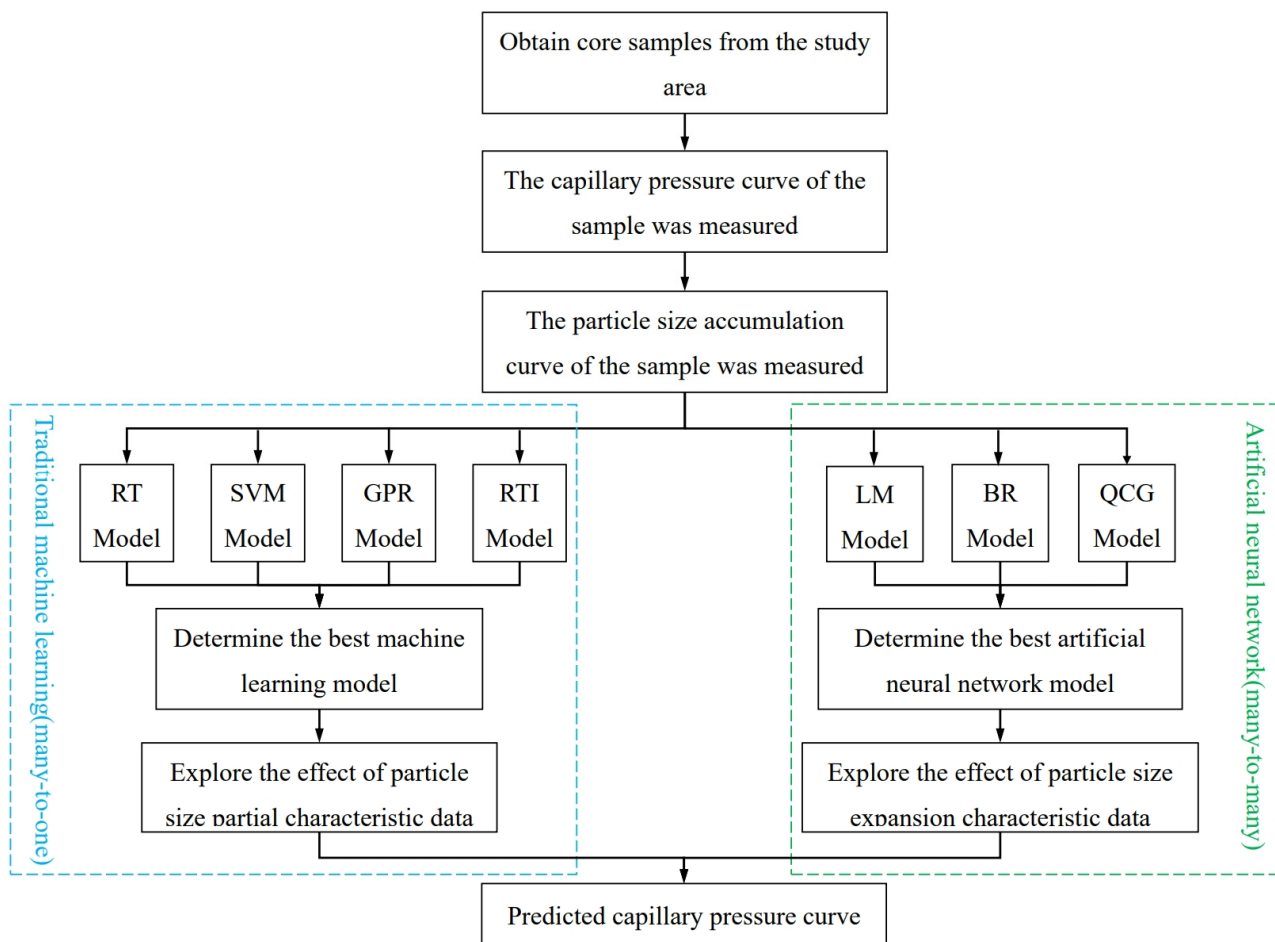 Obtain core samples from the study
area
The capillary pressure curve of the
sample was measured
The particle size accumulation
curve of the sample was measured
Traditional machine learning(many-to-one)
RT
Model
SVM
Model
GPR
Model
RTI
Model
Determine the best machine
learning model
Explore the effect of particle
size partial characteristic data
LM
Model
BR
Model
QCG
Model
Determine the best artificial
neural network model
Explore the effect of particle size
expansion characteristic data
Artificial neural network(many-to-many)
Predicted capillary pressure curve